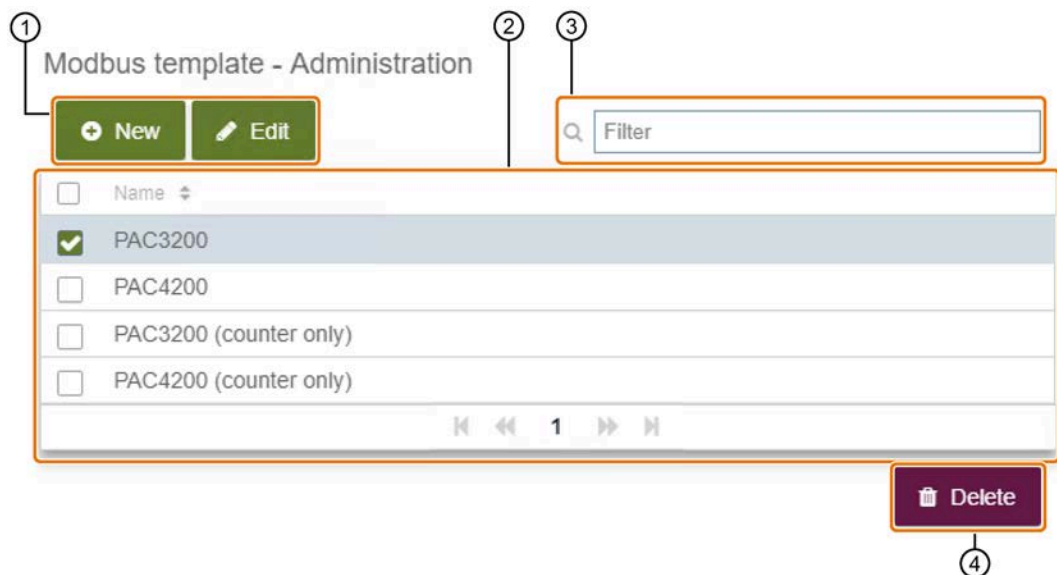 ① ② ③
Modbus template - Administration
New Edit Filter
Name
PAC3200
PAC4200
PAC3200 (counter only)
PAC4200 (counter only)
1
Delete
④